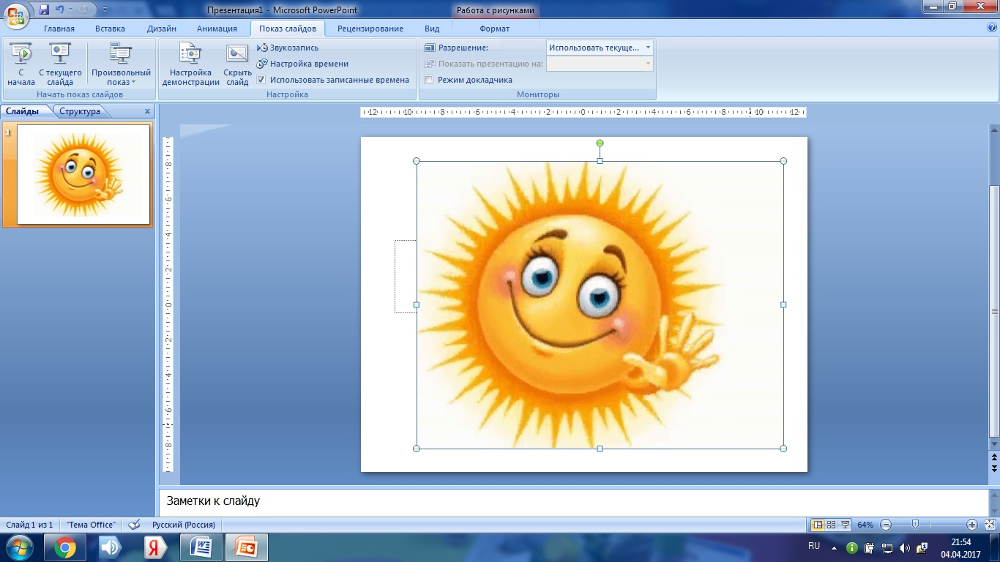 Презентация1 - Microsoft PowerPoint
Работа с рисунками
Главная Вставка Дизайн Анимация Показ слайдов Рецензирование Вид Формат
С начала
С текущего слайда
Произвольный показ
Начать показ слайдов
Настройка демонстрации
Скрыть слайд
Звукозапись
Настройка времени
Использовать записанные времена
Настройка
Разрешение: Использовать текуще...
Показать презентацию на:
Режим докладчика
Мониторы
Слайды Структура x
12 10 8 6 4 2 0 2 4 6 8 10 12
1
8
6
4
2
0
2
4
6
8
Заметки к слайду
Слайд 1 из 1 "Тема Office" Русский (Россия) 64%
Я W
RU 21:54
04.04.2017